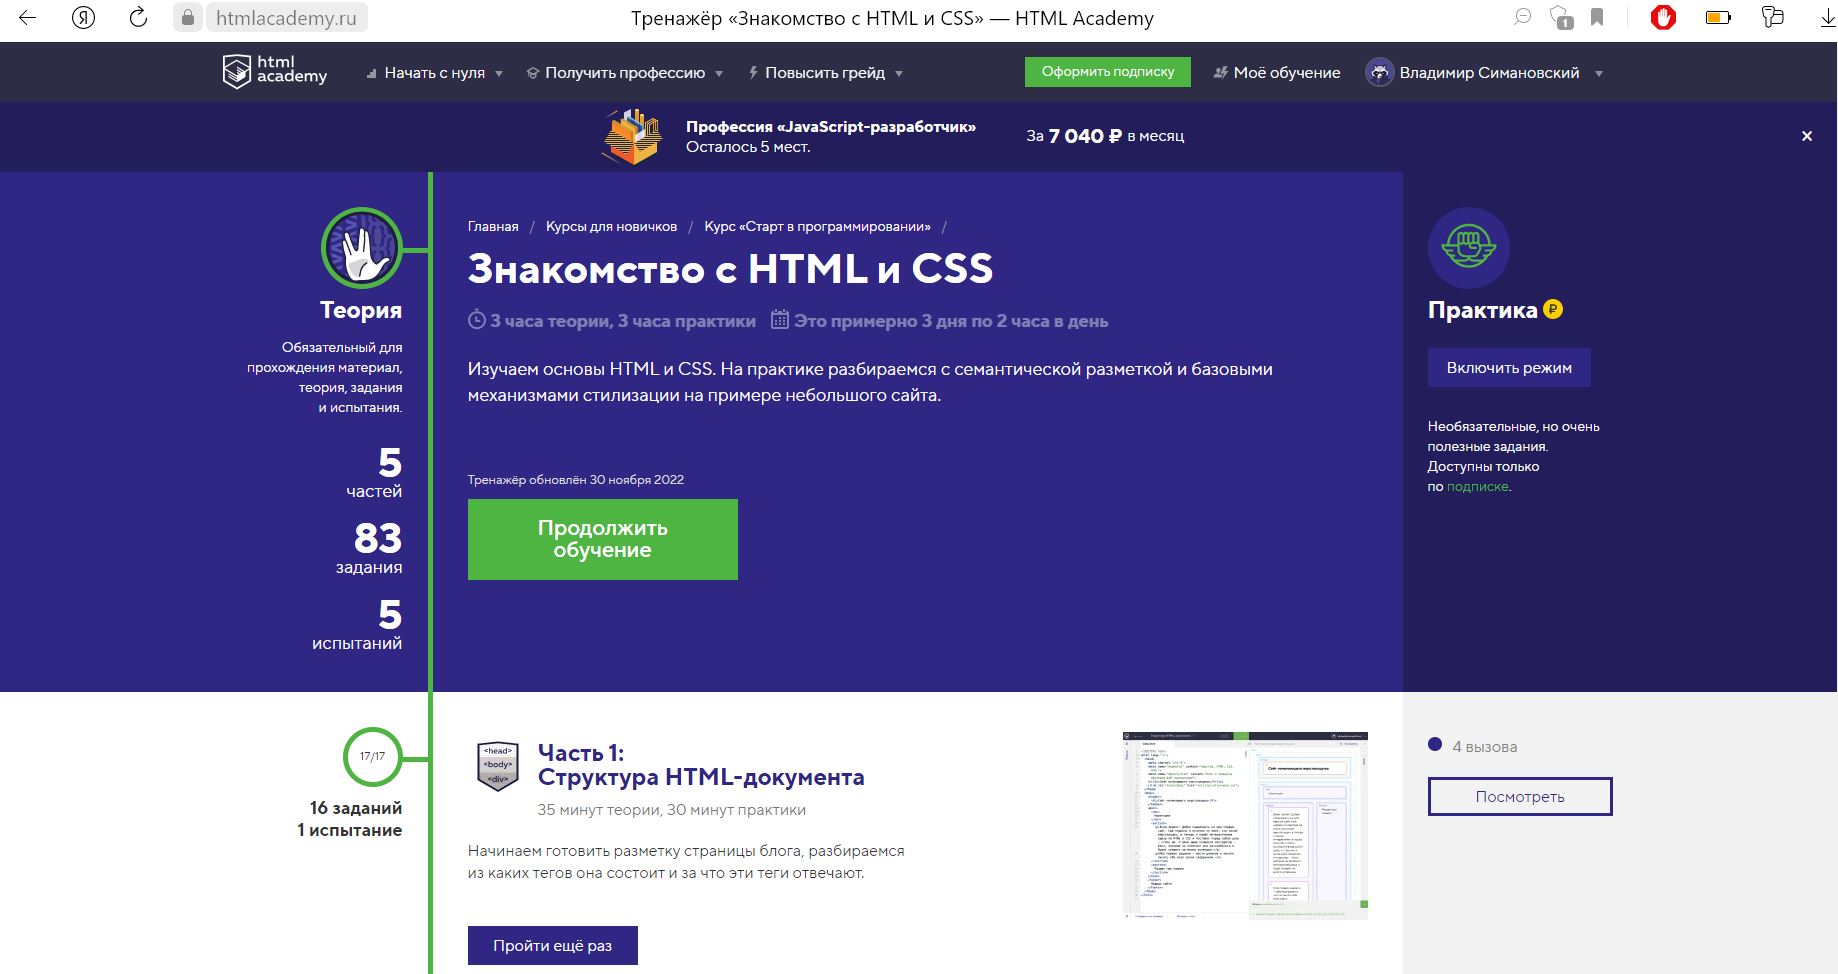 htmlacademy.ru
Тренажёр «Знакомство с HTML и CSS» — HTML Academy
1
html
academy
Начать с нуля
Получить профессию
Повысить грейд
Оформить подписку
Моё обучение
Владимир Симановский
Профессия «JavaScript-разработчик»
Осталось 5 мест.
За 7 040 ₽ в месяц
Теория
Обязательный для
прохождения материал,
теория, задания
и испытания.
5
частей
83
задания
5
испытаний
Главная / Курсы для новичков / Курс «Старт в программировании» /
Знакомство с HTML и CSS
3 часа теории, 3 часа практики
Это примерно 3 дня по 2 часа в день
Изучаем основы HTML и CSS. На практике разбираемся с семантической разметкой и базовыми
механизмами стилизации на примере небольшого сайта.
Тренажёр обновлён 30 ноября 2022
Продолжить
обучение
Практика ₽
Включить режим
Необязательные, но очень
полезные задания.
Доступны только
по подписке.
17/17
16 заданий
1 испытание
<head>
<body>
<div>
Часть 1:
Структура HTML-документа
35 минут теории, 30 минут практики
Начинаем готовить разметку страницы блога, разбираемся
из каких тегов она состоит и за что эти теги отвечают.
Пройти ещё раз
4 вызова
Посмотреть